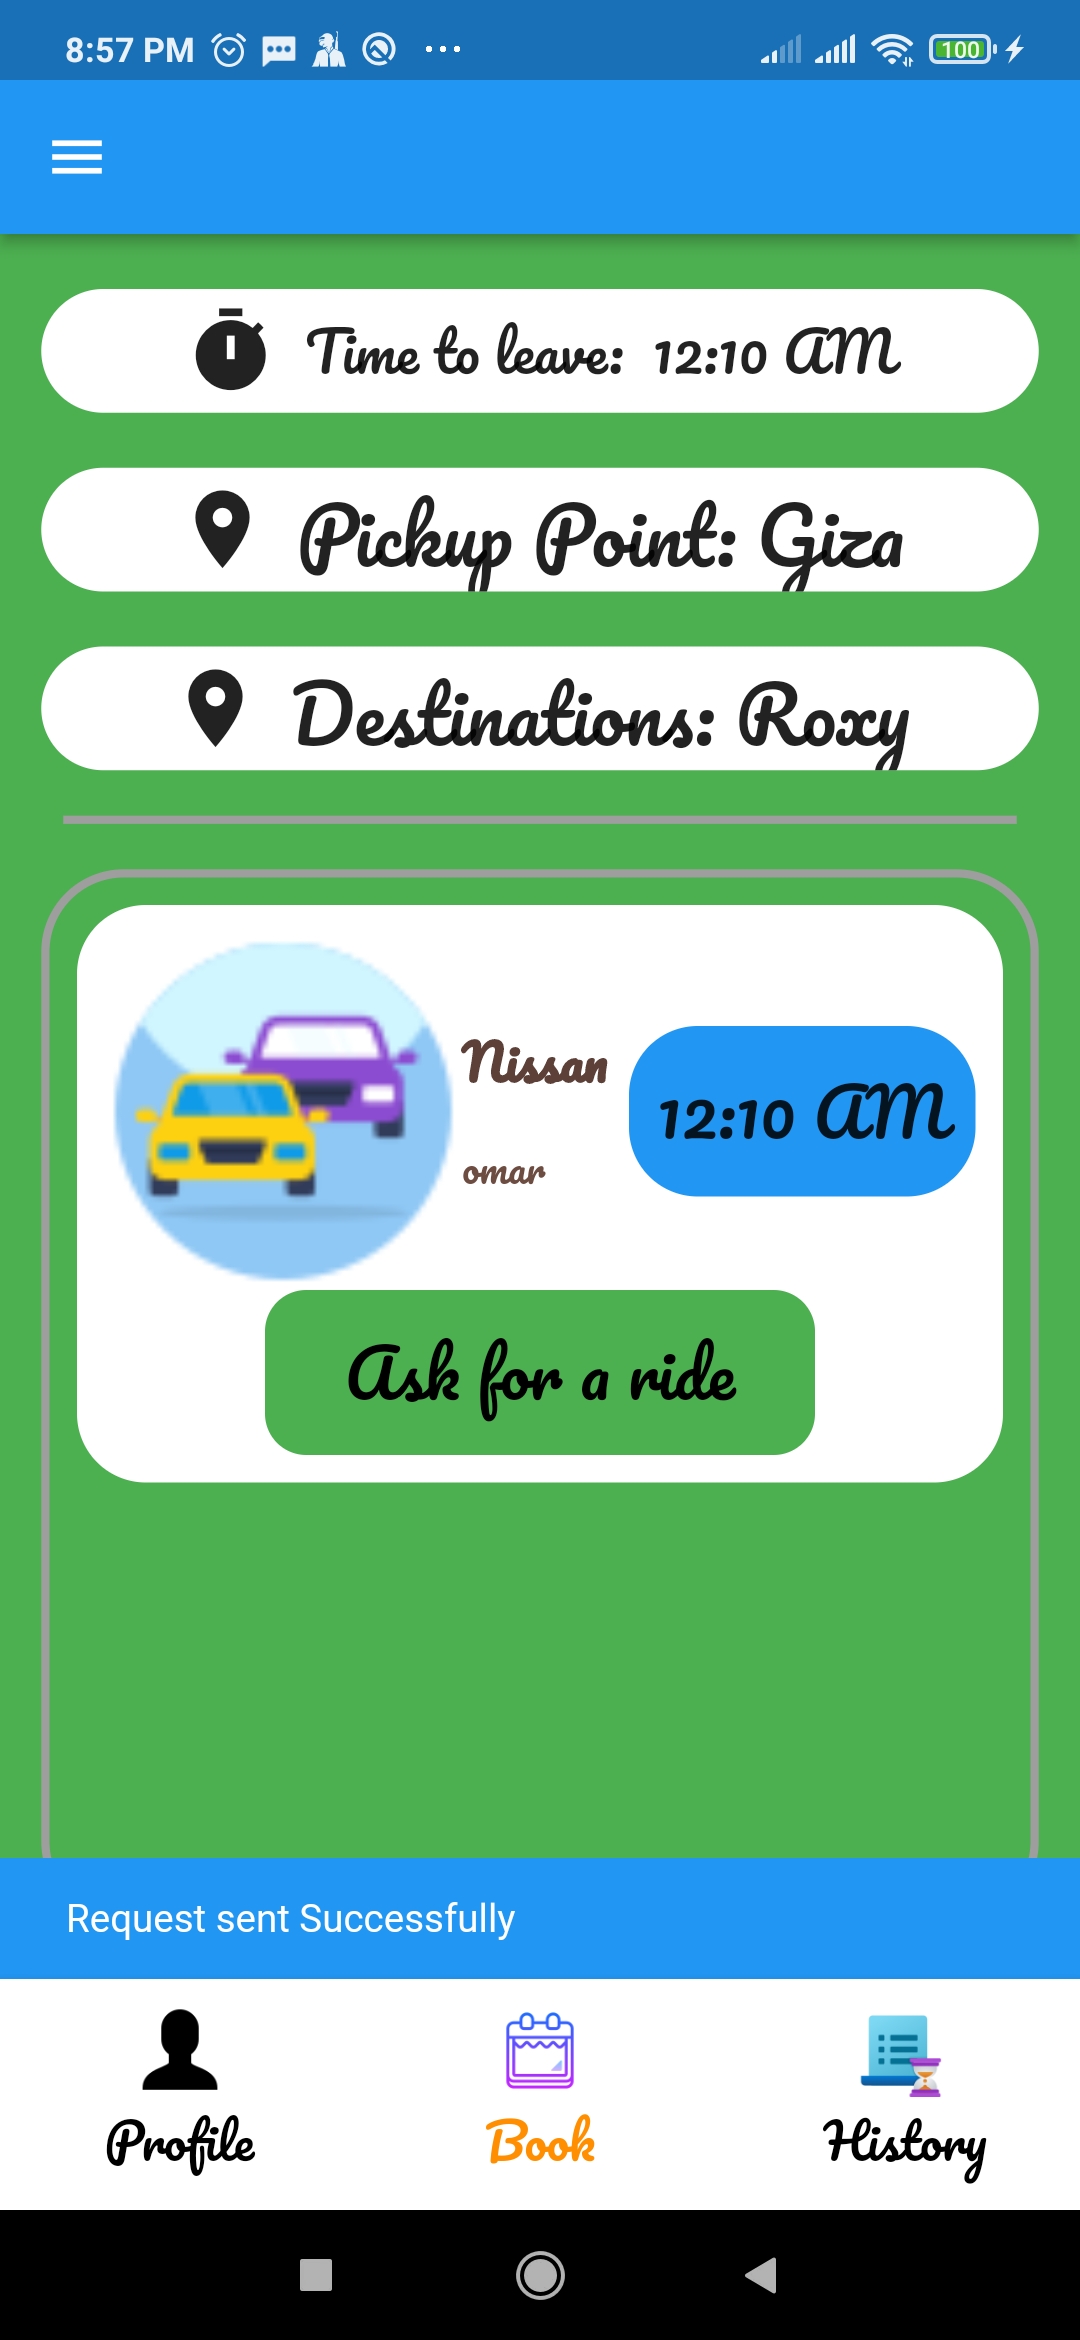 8:57 PM
100
Time to leave: 12:10 AM
Pickup Point: Giza
Destinations: Roxy
Nissan
12:10 AM
omar
Ask for a ride
Request sent Successfully
Profile
Book
History